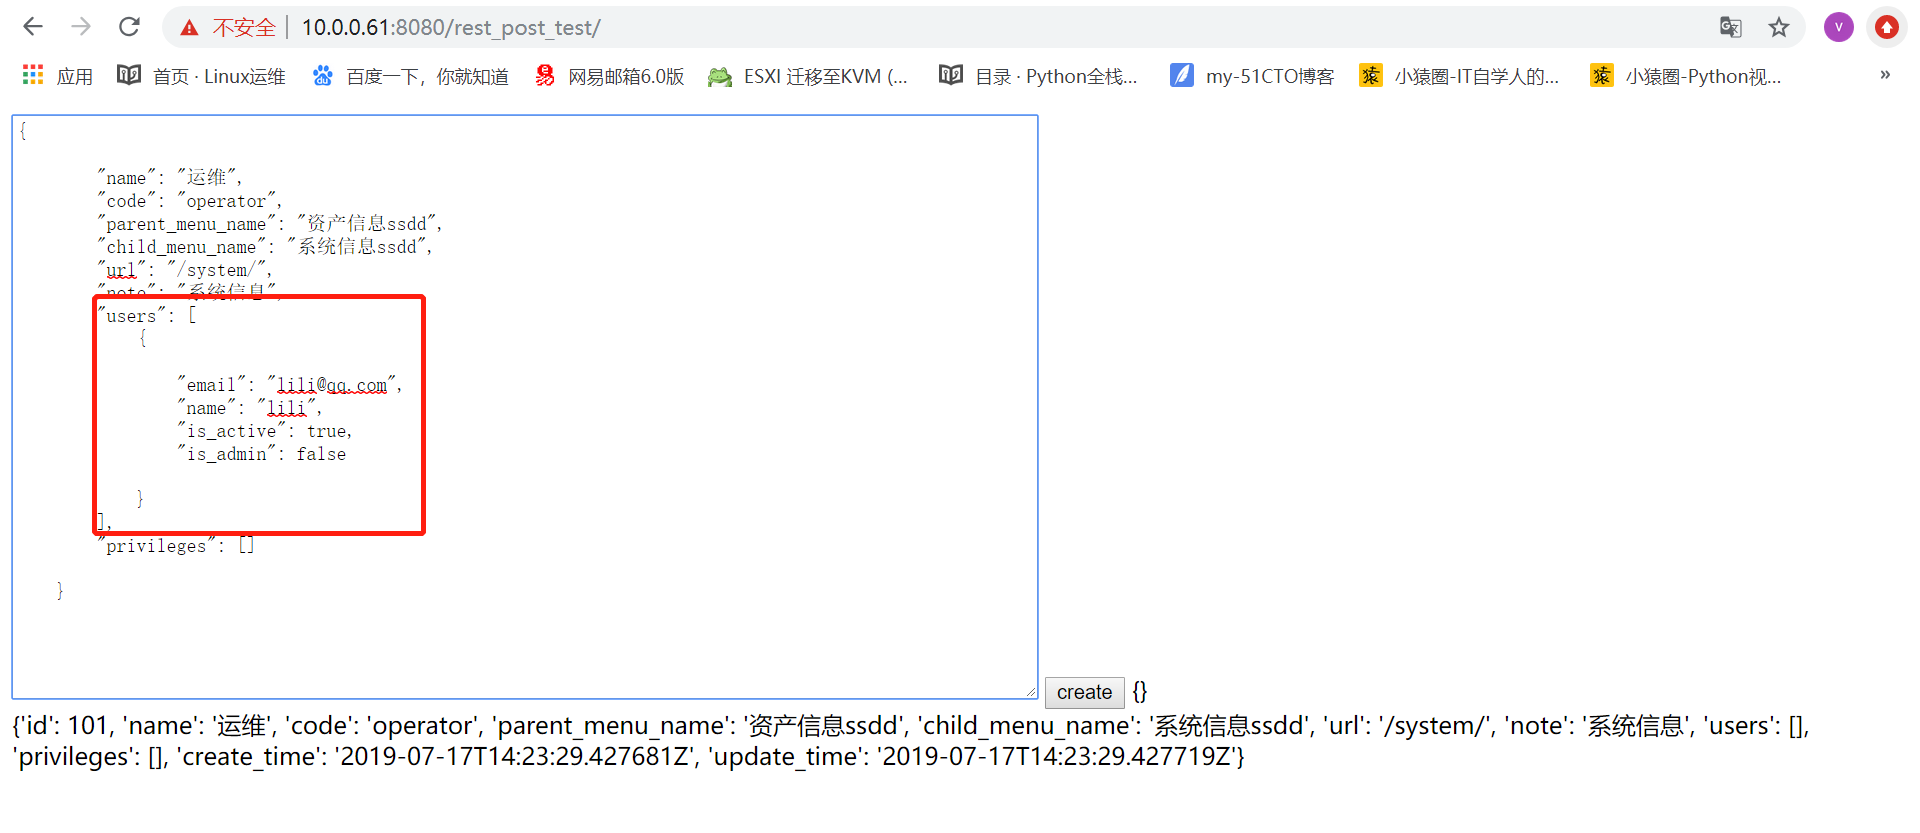 不安全 10.0.0.61:8080/rest_post_test/ V
应用 首页 · Linux运维 百度一下，你就知道 网易邮箱6.0版 ESXI 迁移至KVM (... 目录 · Python全栈... my-51CTO博客 猿 小猿圈-IT自学人的... 猿 小猿圈-Python视... »
{
"name": "运维",
"code": "operator",
"parent_menu_name": "资产信息ssdd",
"child_menu_name": "系统信息ssdd",
"url": "/system/",
"note": "系统信息",
"users": [
{
"email": "lili@qq.com",
"name": "lili",
"is_active": true,
"is_admin": false
}
],
"privileges": []
}
create {}
{'id': 101, 'name': '运维', 'code': 'operator', 'parent_menu_name': '资产信息ssdd', 'child_menu_name': '系统信息ssdd', 'url': '/system/', 'note': '系统信息', 'users': [],
'privileges': [], 'create_time': '2019-07-17T14:23:29.427681Z', 'update_time': '2019-07-17T14:23:29.427719Z'}